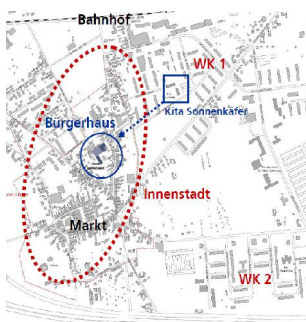 Bahnhof
WK 1
Kita Sonnenkäfer
Bürgerhaus
Innenstadt
Markt
WK 2